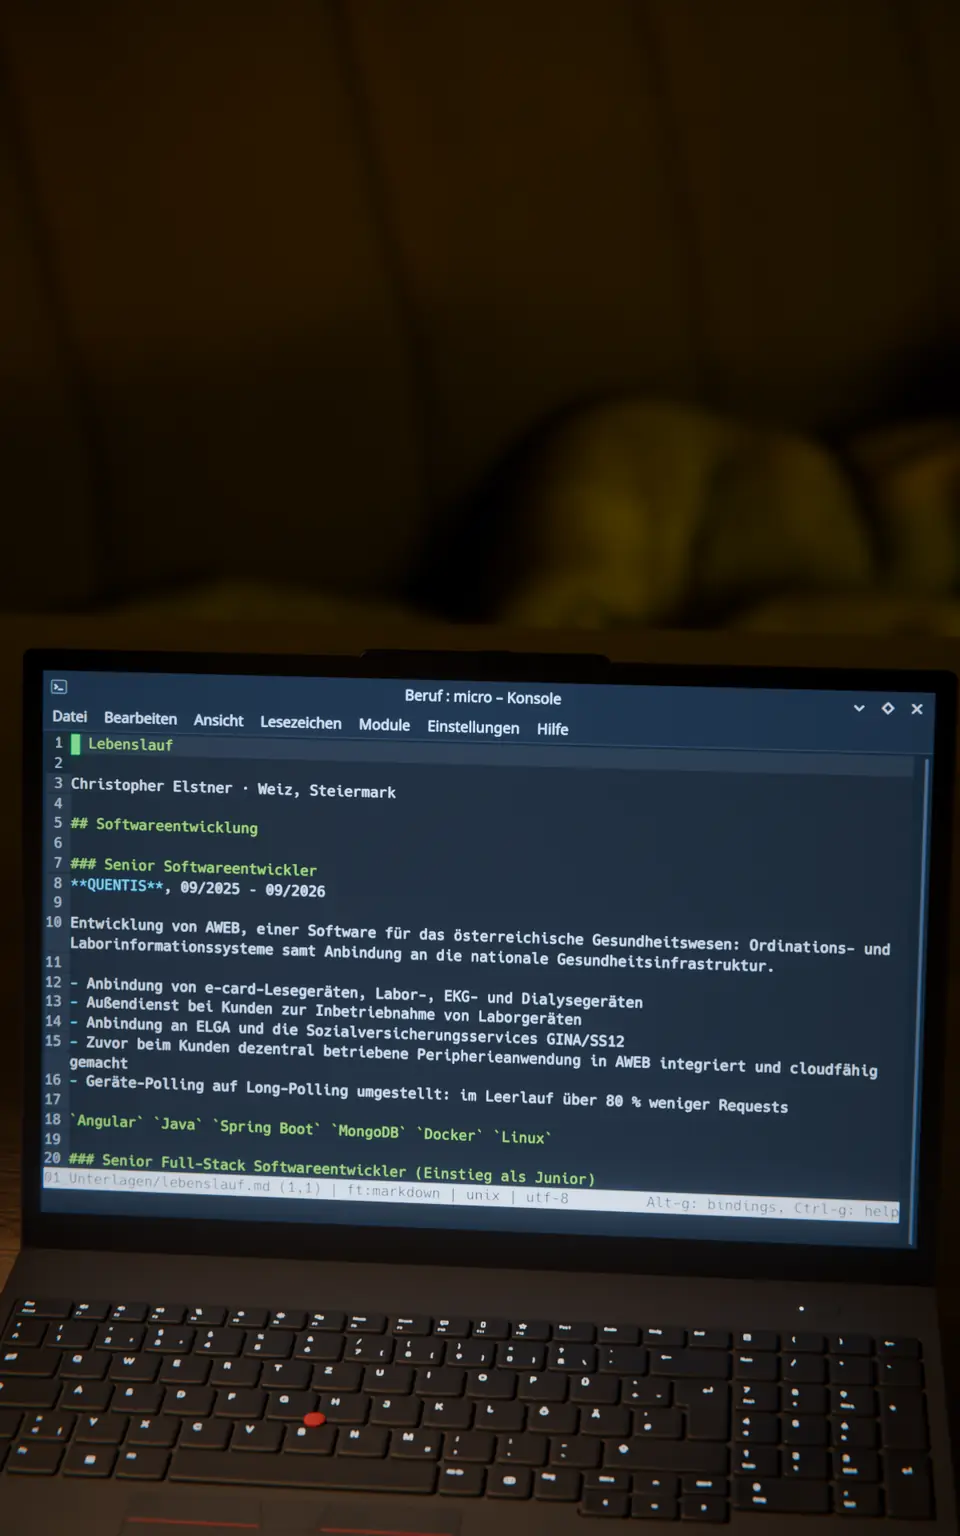 Beruf : micro – Konsole
Datei Bearbeiten Ansicht Lesezeichen Module Einstellungen Hilfe
1 Lebenslauf
2
3 Christopher Elstner · Weiz, Steiermark
4
5 ## Softwareentwicklung
6
7 ### Senior Softwareentwickler
8 **QUENTIS**, 09/2025 - 09/2026
9
10 Entwicklung von AWEB, einer Software für das österreichische Gesundheitswesen: Ordinations- und
Laborinformationssysteme samt Anbindung an die nationale Gesundheitsinfrastruktur.
11
12 - Anbindung von e-card-Lesegeräten, Labor-, EKG- und Dialysegeräten
13 - Außendienst bei Kunden zur Inbetriebnahme von Laborgeräten
14 - Anbindung an ELGA und die Sozialversicherungsservices GINA/SS12
15 - Zuvor beim Kunden dezentral betriebene Peripherieanwendung in AWEB integriert und cloudfähig
gemacht
16 - Geräte-Polling auf Long-Polling umgestellt: im Leerlauf über 80 % weniger Requests
17
18 `Angular` `Java` `Spring Boot` `MongoDB` `Docker` `Linux`
19
20 ### Senior Full-Stack Softwareentwickler (Einstieg als Junior)
01_Unterlagen/lebenslauf.md (1,1) | ft:markdown | unix | utf-8 Alt-g: bindings, Ctrl-g: help
Q W E R T Z U I O P Ü
A S D F G H J K L Ö Ä
Y X C V B N M